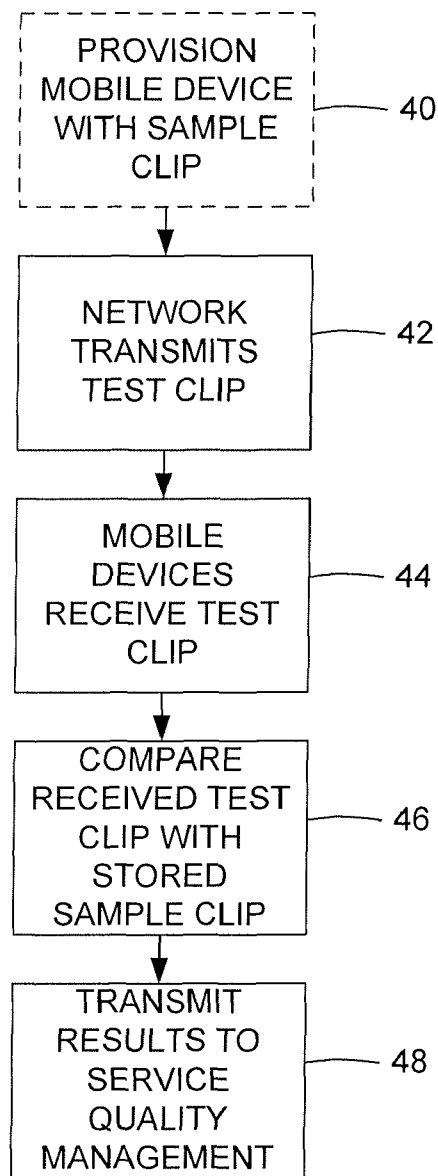 PROVISION
MOBILE DEVICE
WITH SAMPLE
CLIP
40
NETWORK
TRANSMITS
TEST CLIP
42
MOBILE
DEVICES
RECEIVE TEST
CLIP
44
COMPARE
RECEIVED TEST
CLIP WITH
STORED
SAMPLE CLIP
46
TRANSMIT
RESULTS TO
SERVICE
QUALITY
MANAGEMENT
48